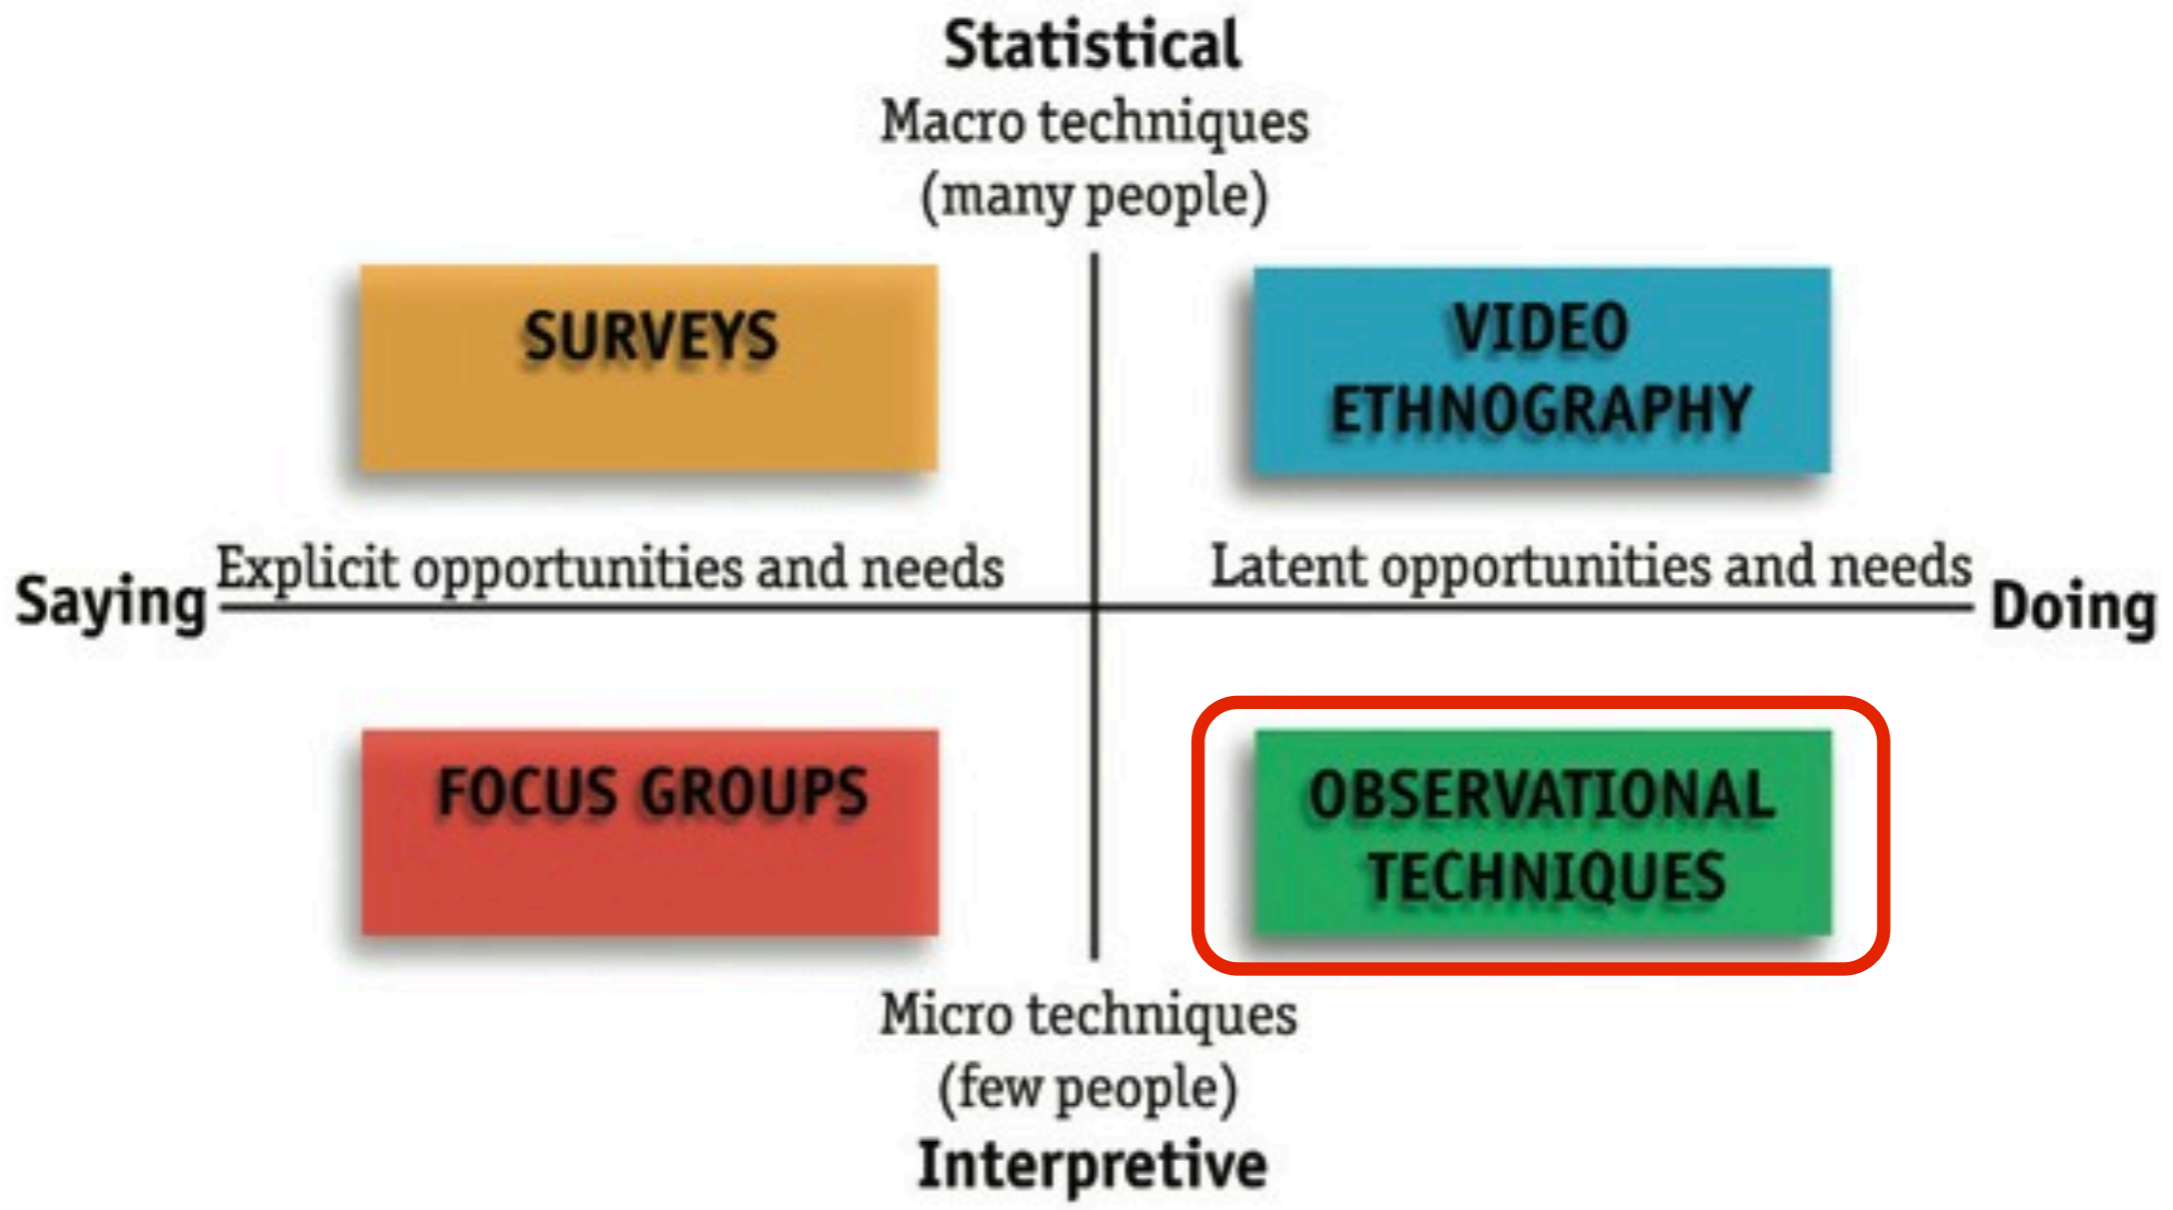 Statistical
Macro techniques
(many people)
SURVEYS
VIDEO
ETHNOGRAPHY
Explicit opportunities and needs
Latent opportunities and needs
Saying
Doing
FOCUS GROUPS
OBSERVATIONAL
TECHNIQUES
Micro techniques
(few people)
Interpretive